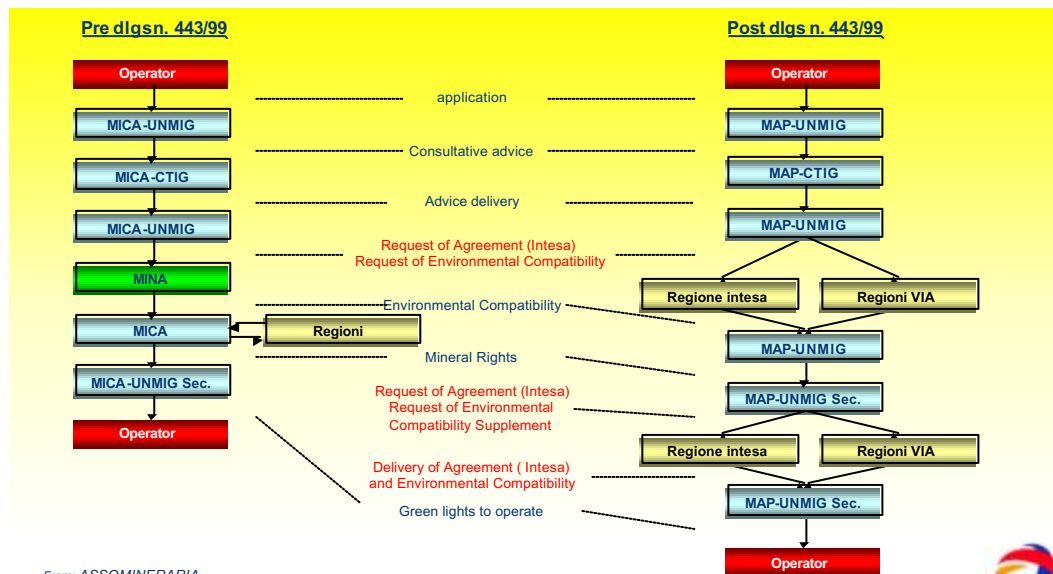 Pre dlgsn. 443/99
Post dlgs n. 443/99
Operator
Operator
application
MICA-UNMIG
MAP-UNMIG
Consultative advice
MICA-CTIG
MAP-CTIG
Advice delivery
MICA-UNMIG
MAP-UNMIG
Request of Agreement (Intesa)
Request of Environmental Compatibility
MINA
Regione intesa
Regioni VIA
Environmental Compatibility
MICA
Regioni
MAP-UNMIG
Mineral Rights
MICA-UNMIG Sec.
MAP-UNMIG Sec.
Request of Agreement (Intesa)
Request of Environmental
Compatibility Supplement
Operator
Regione intesa
Regioni VIA
Delivery of Agreement ( Intesa)
and Environmental Compatibility
MAP-UNMIG Sec.
Green lights to operate
Operator
From: ASSOMINERARIA